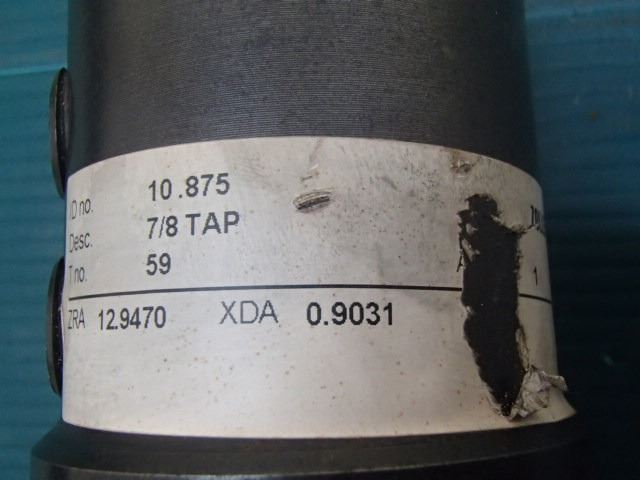 ID no. 10 .875
Desc. 7/8 TAP
T no. 59 1
ZRA 12.9470 XDA 0.9031